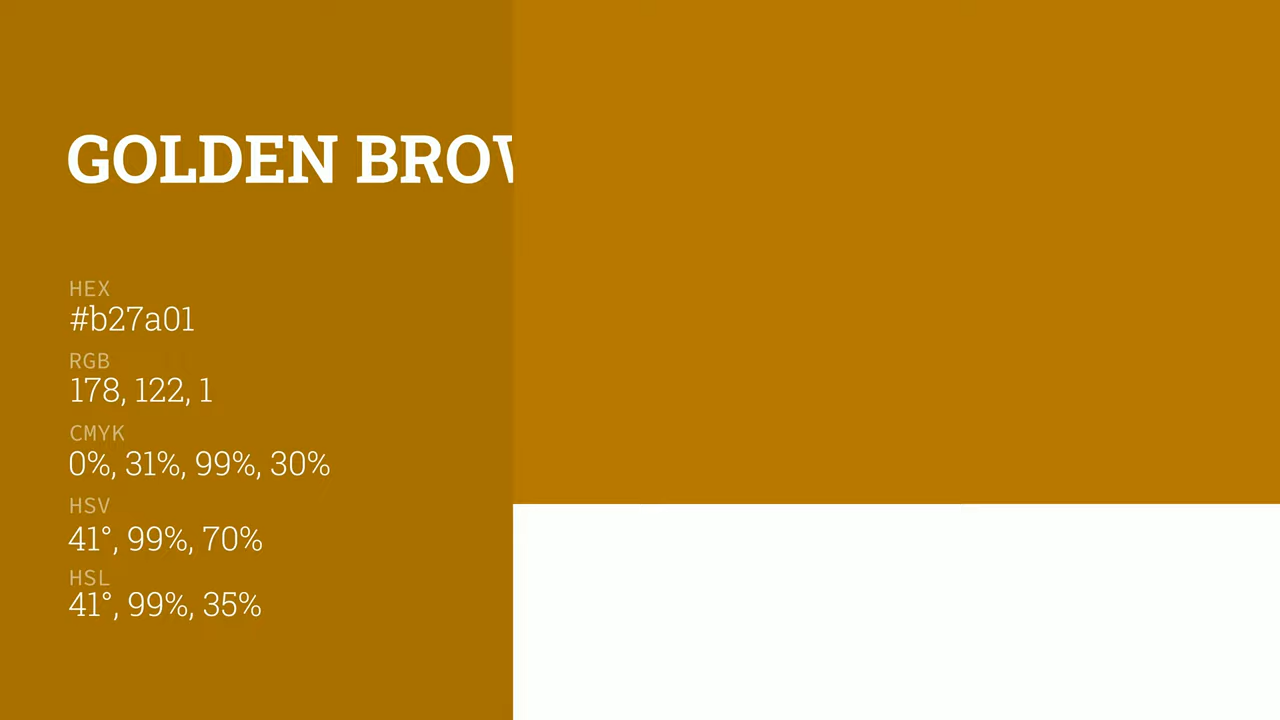 GOLDEN BROV
HEX
#b27a01
RGB
178, 122, 1
CMYK
0%, 31%, 99%, 30%
HSV
41°, 99%, 70%
HSL
41°, 99%, 35%